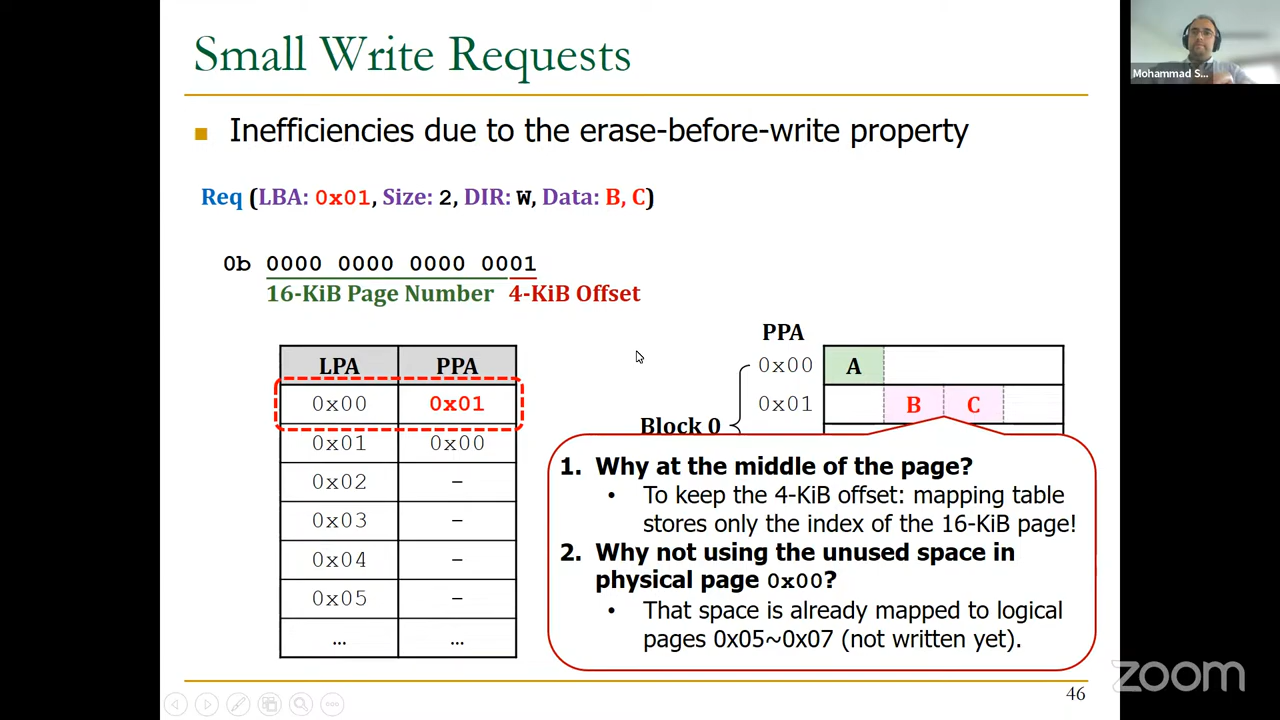 Small Write Requests
Mohammad S...
Inefficiencies due to the erase-before-write property
Req (LBA: 0x01, Size: 2, DIR: W, Data: B, C)
0b 0000 0000 0000 0001
16-KiB Page Number 4-KiB Offset
PPA
LPA PPA
0x00 A
0x00 0x01
0x01 B C
Block 0
0x01 0x00
0x02 -
0x03 -
0x04 -
0x05 -
... ...
1. Why at the middle of the page?
• To keep the 4-KiB offset: mapping table
stores only the index of the 16-KiB page!
2. Why not using the unused space in
physical page 0x00?
• That space is already mapped to logical
pages 0x05~0x07 (not written yet).
zoom
46